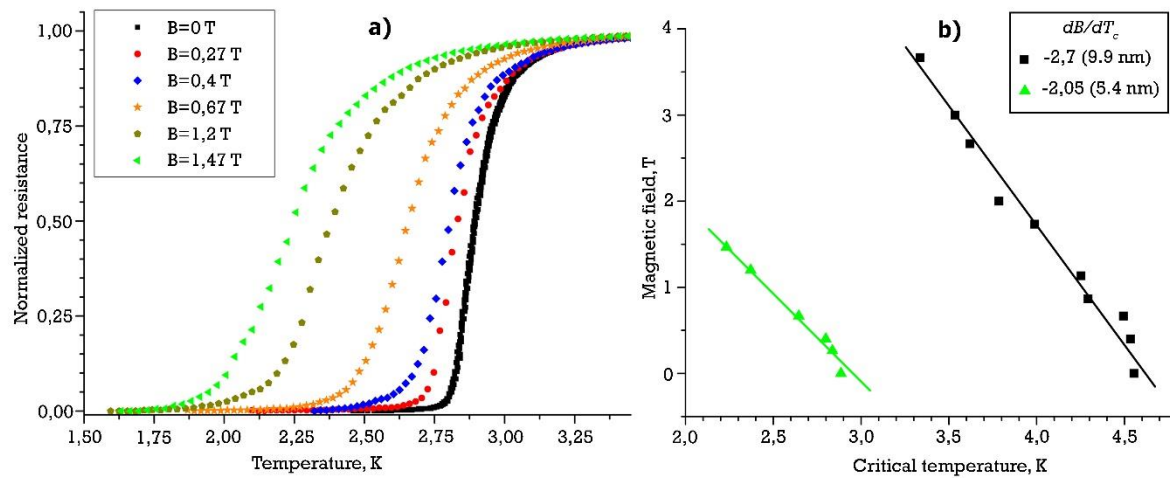 a)
B=0 T
B=0,27 T
B=0,4 T
B=0,67 T
B=1,2 T
B=1,47 T
Normalized resistance
1,00
0,75
0,50
0,25
0,00
1,50 1,75 2,00 2,25 2,50 2,75 3,00 3,25
Temperature, K
b)
dB/dTc
-2,7 (9.9 nm)
-2,05 (5.4 nm)
Magnetic field, T
4
3
2
1
0
2,0 2,5 3,0 3,5 4,0 4,5
Critical temperature, K